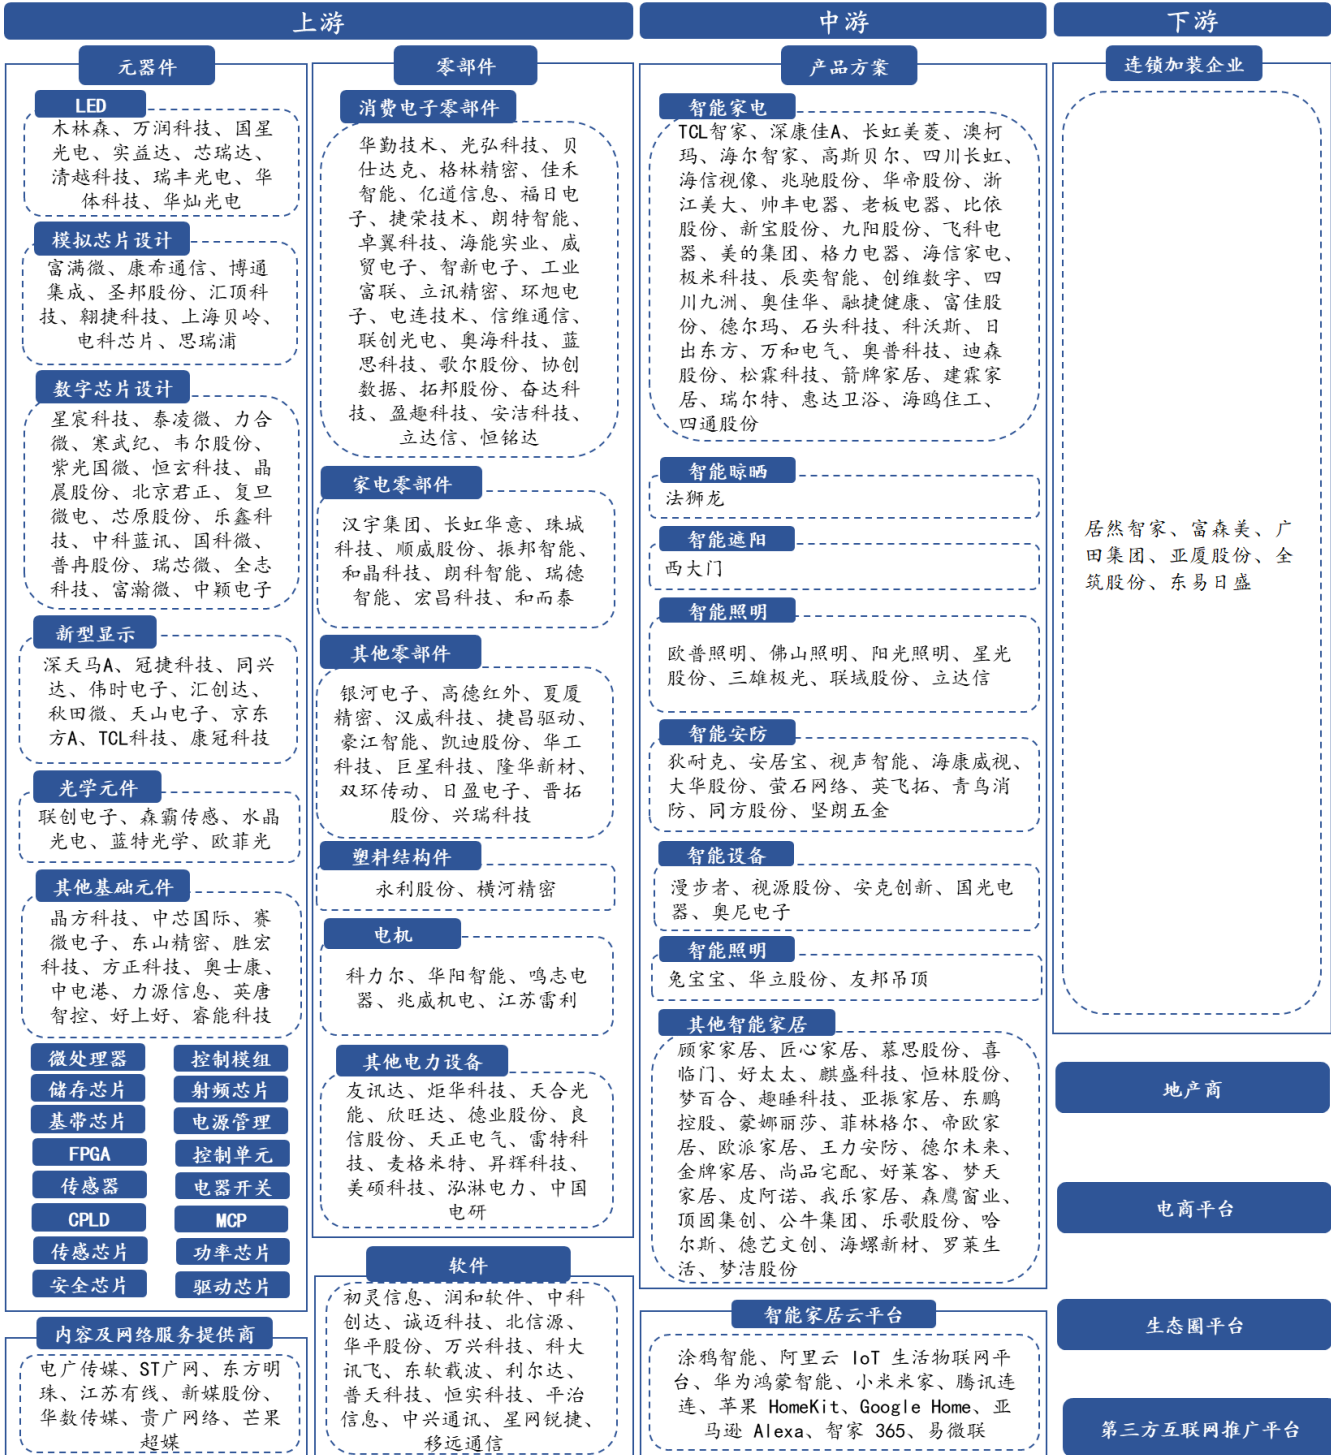 上游
元器件
LED
木林森、万润科技、国星
光电、实益达、芯瑞达、
清越科技、瑞丰光电、华
体科技、华灿光电
模拟芯片设计
富满微、康希通信、博通
集成、圣邦股份、汇顶科
技、翱捷科技、上海贝岭、
电科芯片、思瑞浦
数字芯片设计
星宸科技、泰凌微、力合
微、寒武纪、韦尔股份、
紫光国微、恒玄科技、晶
晨股份、北京君正、复旦
微电、芯原股份、乐鑫科
技、中科蓝讯、国科微、
普冉股份、瑞芯微、全志
科技、富瀚微、中颖电子
新型显示
深天马A、冠捷科技、同兴
达、伟时电子、汇创达、
秋田微、天山电子、京东
方A、TCL科技、康冠科技
光学元件
联创电子、森霸传感、水晶
光电、蓝特光学、欧菲光
其他基础元件
晶方科技、中芯国际、赛
微电子、东山精密、胜宏
科技、方正科技、奥士康、
中电港、力源信息、英唐
智控、好上好、睿能科技
微处理器
控制模组
储存芯片
射频芯片
基带芯片
电源管理
FPGA
控制单元
传感器
电器开关
CPLD
MCP
传感芯片
功率芯片
安全芯片
驱动芯片
内容及网络服务提供商
电广传媒、ST广网、东方明
珠、江苏有线、新媒股份、
华数传媒、贵广网络、芒果
超媒
零部件
消费电子零部件
华勤技术、光弘科技、贝
仕达克、格林精密、佳禾
智能、亿道信息、福日电
子、捷荣技术、朗特智能、
卓翼科技、海能实业、威
贸电子、智新电子、工业
富联、立讯精密、环旭电
子、电连技术、信维通信、
联创光电、奥海科技、蓝
思科技、歌尔股份、协创
数据、拓邦股份、奋达科
技、盈趣科技、安洁科技、
立达信、恒铭达
家电零部件
汉宇集团、长虹华意、珠城
科技、顺威股份、振邦智能、
和晶科技、朗科智能、瑞德
智能、宏昌科技、和而泰
其他零部件
银河电子、高德红外、夏厦
精密、汉威科技、捷昌驱动、
豪江智能、凯迪股份、华工
科技、巨星科技、隆华新材、
双环传动、日盈电子、晋拓
股份、兴瑞科技
塑料结构件
永利股份、横河精密
电机
科力尔、华阳智能、鸣志电
器、兆威机电、江苏雷利
其他电力设备
友讯达、炬华科技、天合光
能、欣旺达、德业股份、良
信股份、天正电气、雷特科
技、麦格米特、昇辉科技、
美硕科技、泓淋电力、中国
电研
软件
初灵信息、润和软件、中科
创达、诚迈科技、北信源、
华平股份、万兴科技、科大
讯飞、东软载波、利尔达、
普天科技、恒实科技、平治
信息、中兴通讯、星网锐捷、
移远通信
中游
产品方案
智能家电
TCL智家、深康佳A、长虹美菱、澳柯
玛、海尔智家、高斯贝尔、四川长虹、
海信视像、兆驰股份、华帝股份、浙
江美大、帅丰电器、老板电器、比依
股份、新宝股份、九阳股份、飞科电
器、美的集团、格力电器、海信家电、
极米科技、辰奕智能、创维数字、四
川九洲、奥佳华、融捷健康、富佳股
份、德尔玛、石头科技、科沃斯、日
出东方、万和电气、奥普科技、迪森
股份、松霖科技、箭牌家居、建霖家
居、瑞尔特、惠达卫浴、海鸥住工、
四通股份
智能晾晒
法狮龙
智能遮阳
西大门
智能照明
欧普照明、佛山照明、阳光照明、星光
股份、三雄极光、联域股份、立达信
智能安防
狄耐克、安居宝、视声智能、海康威视、
大华股份、萤石网络、英飞拓、青鸟消
防、同方股份、坚朗五金
智能设备
漫步者、视源股份、安克创新、国光电
器、奥尼电子
智能照明
兔宝宝、华立股份、友邦吊顶
其他智能家居
顾家家居、匠心家居、慕思股份、喜
临门、好太太、麒盛科技、恒林股份、
梦百合、趣睡科技、亚振家居、东鹏
控股、蒙娜丽莎、菲林格尔、帝欧家
居、欧派家居、王力安防、德尔未来、
金牌家居、尚品宅配、好莱客、梦天
家居、皮阿诺、我乐家居、森鹰窗业、
顶固集创、公牛集团、乐歌股份、哈
尔斯、德艺文创、海螺新材、罗莱生
活、梦洁股份
智能家居云平台
涂鸦智能、阿里云 IoT 生活物联网平
台、华为鸿蒙智能、小米米家、腾讯连
连、苹果 HomeKit、Google Home、亚
马逊 Alexa、智家 365、易微联
下游
连锁加装企业
居然智家、富森美、广
田集团、亚厦股份、全
筑股份、东易日盛
地产商
电商平台
生态圈平台
第三方互联网推广平台